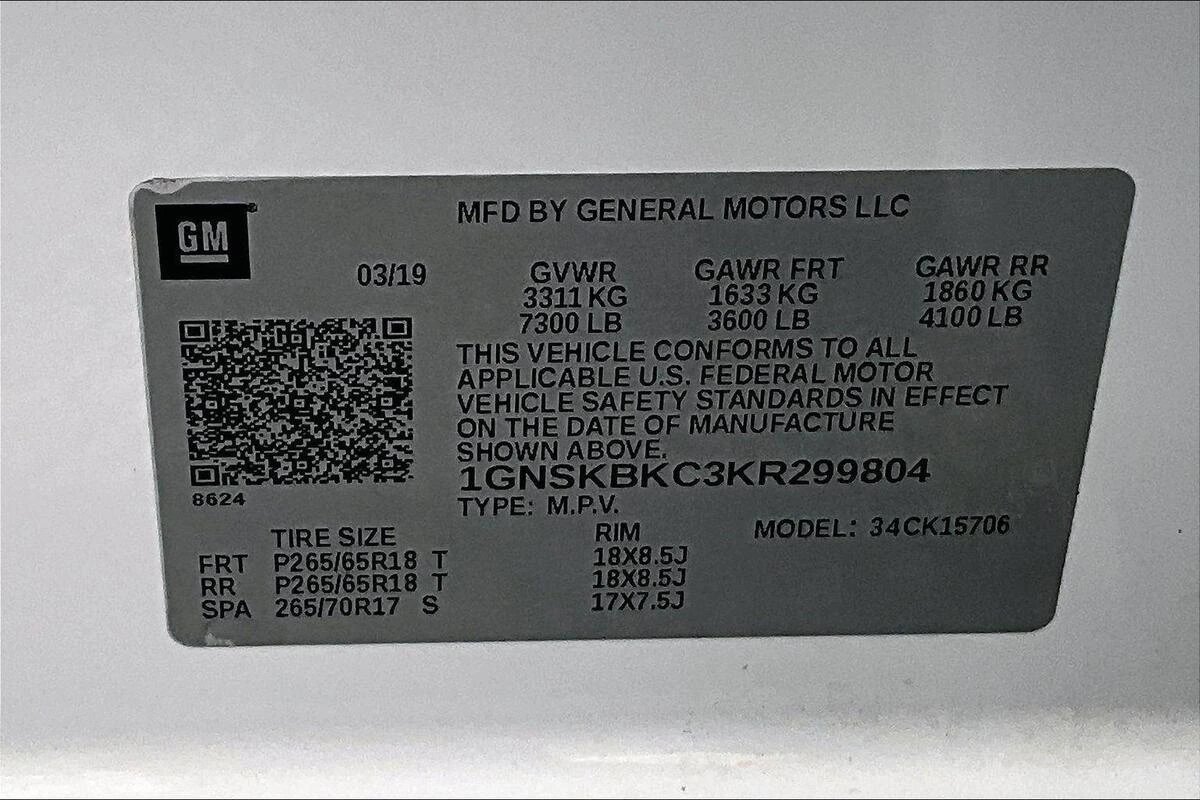 GM
MFD BY GENERAL MOTORS LLC
03/19 GVWR GAWR FRT GAWR RR
3311 KG 1633 KG 1860 KG
7300 LB 3600 LB 4100 LB
THIS VEHICLE CONFORMS TO ALL
APPLICABLE U.S. FEDERAL MOTOR
VEHICLE SAFETY STANDARDS IN EFFECT
ON THE DATE OF MANUFACTURE
SHOWN ABOVE.
1GNSKBKC3KR299804
8624
TYPE: M.P.V.
TIRE SIZE RIM MODEL: 34CK15706
FRT P265/65R18 T 18X8.5J
RR P265/65R18 T 18X8.5J
SPA 265/70R17 S 17X7.5J